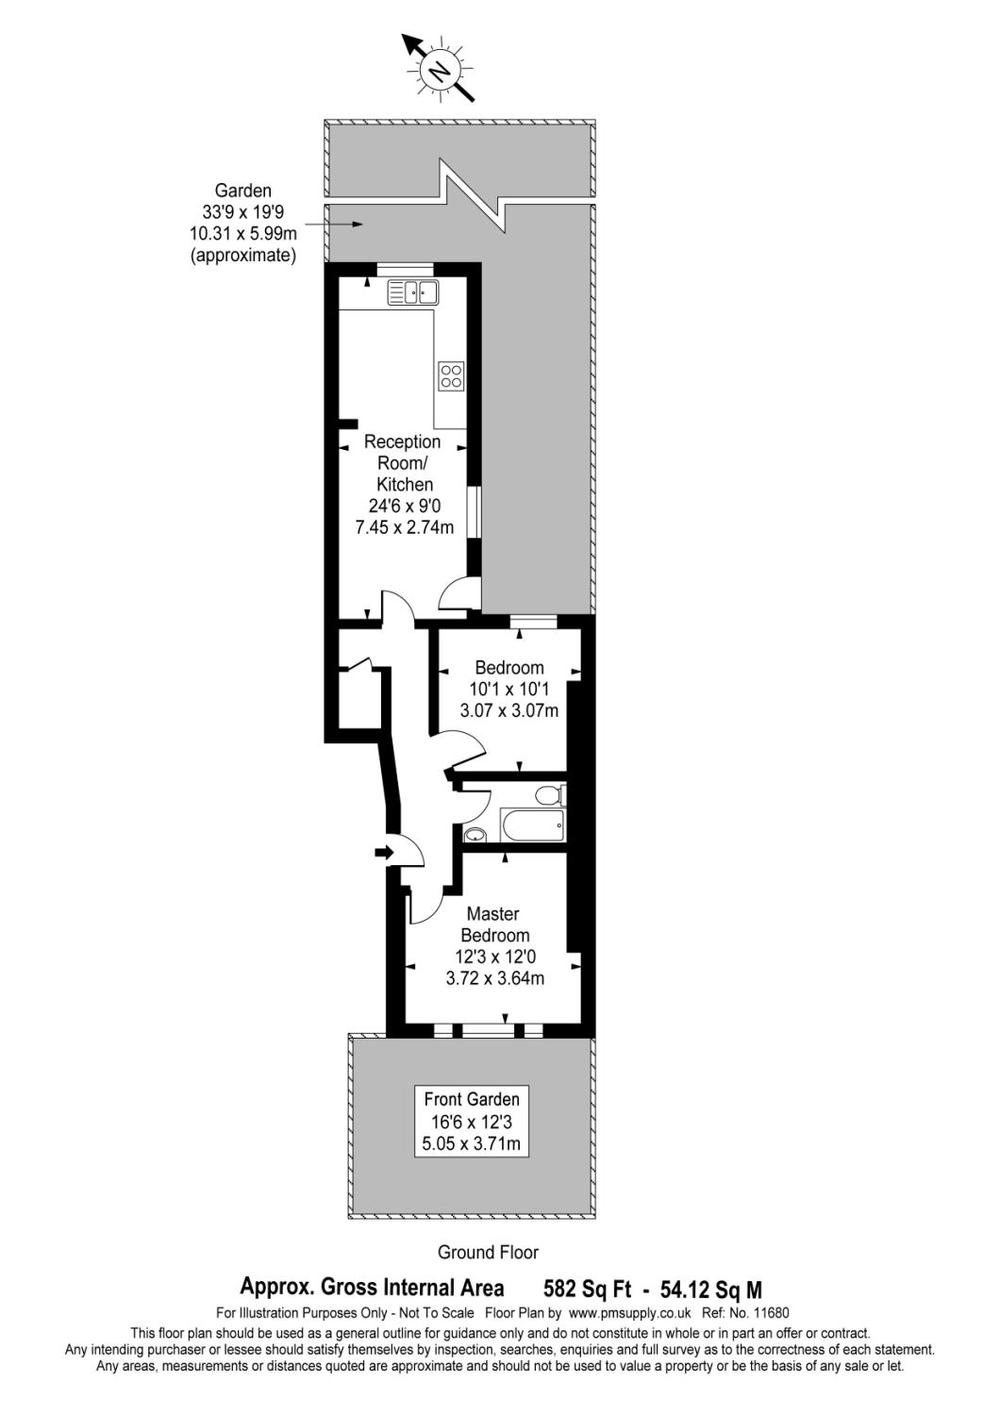 N
Garden
33'9 x 19'9
10.31 x 5.99m
(approximate)
Reception
Room/
Kitchen
24'6 x 9'0
7.45 x 2.74m
Bedroom
10'1 x 10'1
3.07 x 3.07m
Master
Bedroom
12'3 x 12'0
3.72 x 3.64m
Front Garden
16'6 x 12'3
5.05 x 3.71m
Ground Floor
Approx. Gross Internal Area 582 Sq Ft - 54.12 Sq M
For Illustration Purposes Only - Not To Scale Floor Plan by www.pmsupply.co.uk Ref: No. 11680
This floor plan should be used as a general outline for guidance only and do not constitute in whole or in part an offer or contract.
Any intending purchaser or lessee should satisfy themselves by inspection, searches, enquiries and full survey as to the correctness of each statement.
Any areas, measurements or distances quoted are approximate and should not be used to value a property or be the basis of any sale or let.